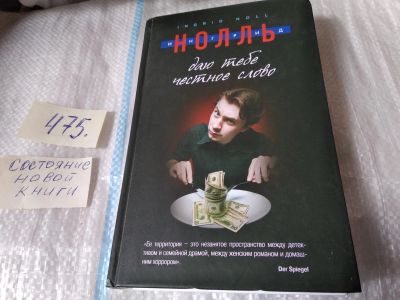 INGRID NOLL
НОЛЛЬ
ИНГРИД
даю тебе
честное слово
475.
СОСТОЯНИЕ
НОВОЙ
КНИГИ
«Ее территория – это незанятое пространство между детек-
тивом и семейной драмой, между женским романом и домаш-
ним хоррором».
Der Spiegel